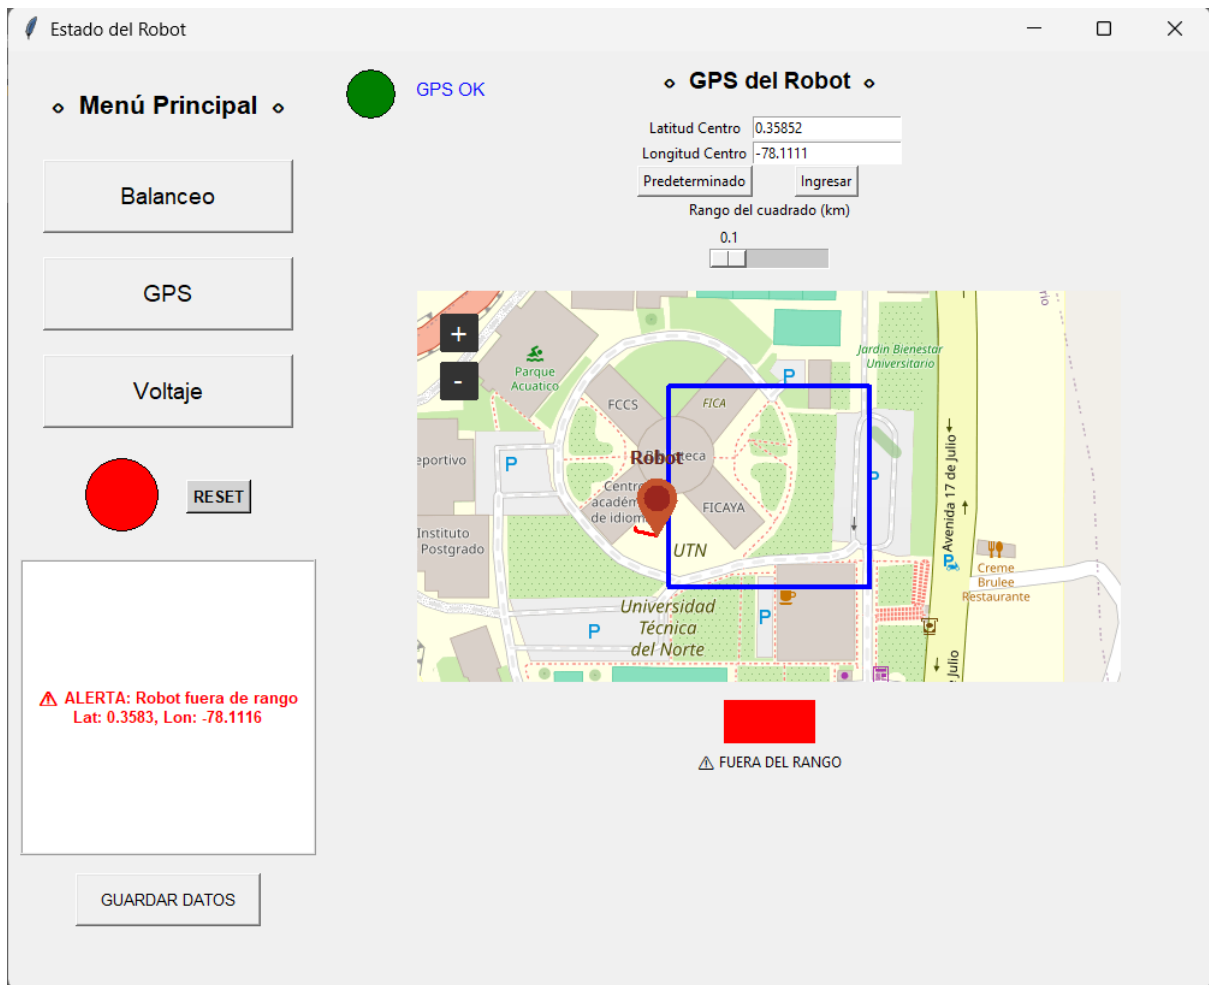 Estado del Robot
Menú Principal
Balanceo
GPS
Voltaje
RESET
⚠ ALERTA: Robot fuera de rango
Lat: 0.3583, Lon: -78.1116
GUARDAR DATOS
GPS OK
GPS del Robot
Latitud Centro 0.35852
Longitud Centro -78.1111
Predeterminado Ingresar
Rango del cuadrado (km)
0.1
+
-
Parque
Acuatico
FCCS
FICA
Jardin Bienestar
Universitario
P
P
P
Robot
eportivo
Centro
académ
de idiom
FICAYA
Instituto
Postgrado
UTN
Avenida 17 de Julio
P
Creme
Brulee
Restaurante
Universidad
Técnica
del Norte
P
P
Julio
rio
⚠ FUERA DEL RANGO